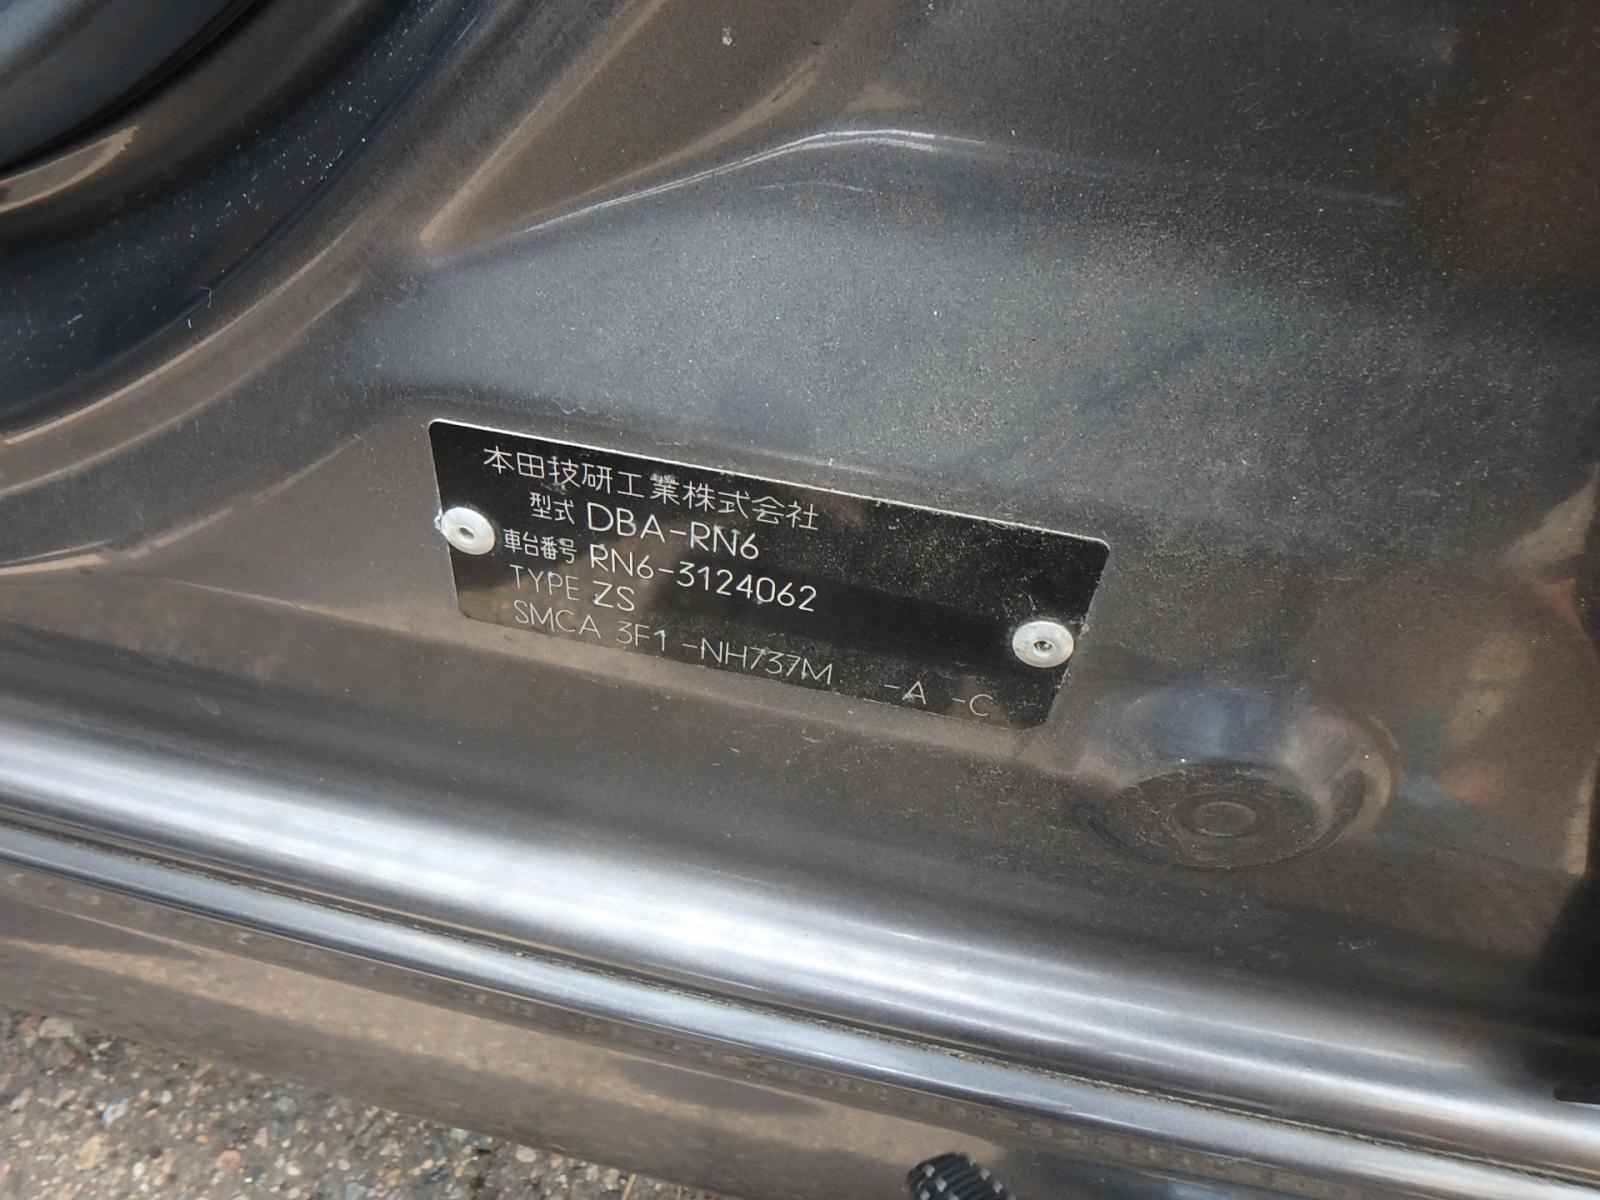 本田技研工業株式会社
型式 DBA-RN6
車台番号 RN6-3124062
TYPE ZS
SMCA 3F1 -NH737M -A -C